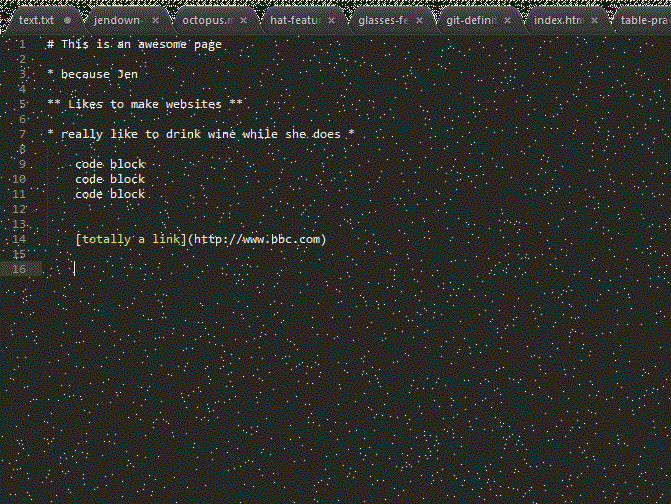 text.txt jendown- octopus.m hat-featur glasses-fe git-definit index.htm table-prac
1 # This is an awesome page
2
3 * because Jen
4
5 ** Likes to make websites **
6
7 * really like to drink wine while she does *
8
9 code block
10 code block
11 code block
12
13
14 [totally a link](http://www.bbc.com)
15
16